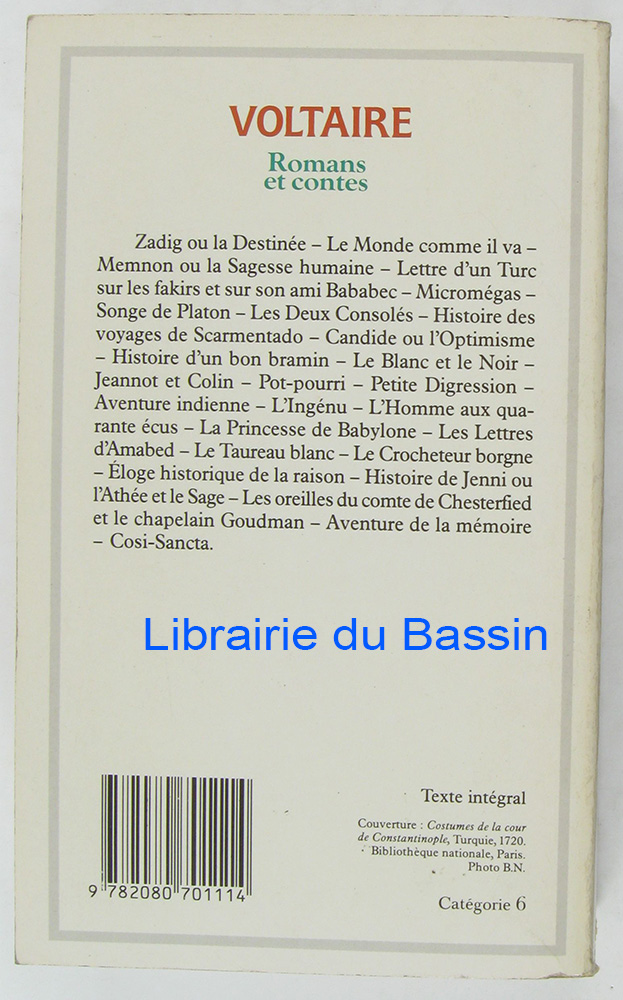 VOLTAIRE
Romans
et contes
Zadig ou la Destinée – Le Monde comme il va –
Memnon ou la Sagesse humaine – Lettre d'un Turc
sur les fakirs et sur son ami Bababec – Micromégas –
Songe de Platon – Les Deux Consolés – Histoire des
voyages de Scarmentado – Candide ou l'Optimisme
– Histoire d'un bon bramin – Le Blanc et le Noir –
Jeannot et Colin – Pot-pourri – Petite Digression –
Aventure indienne – L'Ingénu – L'Homme aux qua-
rante écus – La Princesse de Babylone – Les Lettres
d'Amabed – Le Taureau blanc – Le Crocheteur borgne
– Éloge historique de la raison – Histoire de Jenni ou
l'Athée et le Sage – Les oreilles du comte de Chesterfied
et le chapelain Goudman – Aventure de la mémoire
– Cosi-Sancta.
Librairie du Bassin
Texte intégral
Couverture : Costumes de la cour
de Constantinople, Turquie, 1720.
Bibliothèque nationale, Paris.
Photo B.N.
9 782080 701114
Catégorie 6